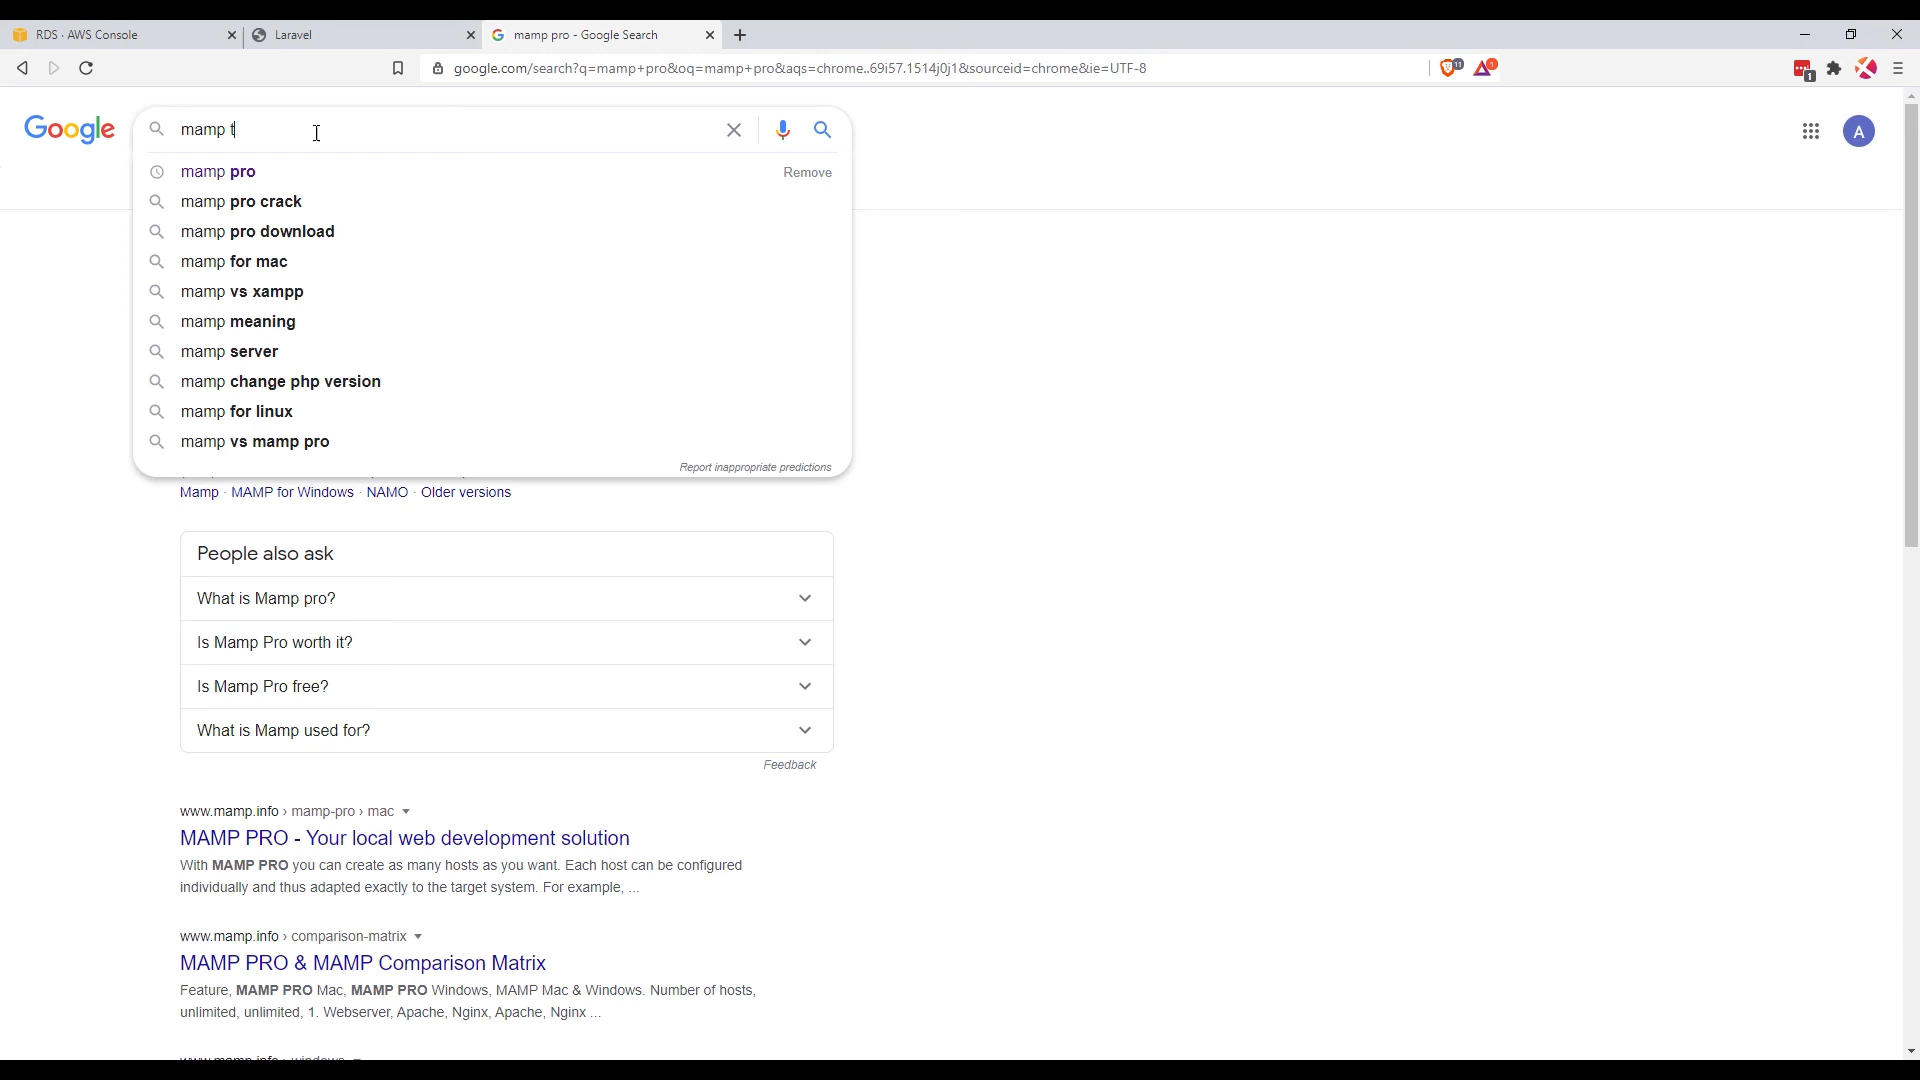 RDS · AWS Console
Laravel
mamp pro - Google Search
google.com/search?q=mamp+pro&oq=mamp+pro&aqs=chrome..69i57.1514j0j1&sourceid=chrome&ie=UTF-8
11
1
1
Google
mamp t
A
mamp pro
Remove
mamp pro crack
mamp pro download
mamp for mac
mamp vs xampp
mamp meaning
mamp server
mamp change php version
mamp for linux
mamp vs mamp pro
Report inappropriate predictions
Mamp · MAMP for Windows · NAMO · Older versions
People also ask
What is Mamp pro?
Is Mamp Pro worth it?
Is Mamp Pro free?
What is Mamp used for?
Feedback
www.mamp.info › mamp-pro › mac
MAMP PRO - Your local web development solution
With MAMP PRO you can create as many hosts as you want. Each host can be configured
individually and thus adapted exactly to the target system. For example, ...
www.mamp.info › comparison-matrix
MAMP PRO & MAMP Comparison Matrix
Feature, MAMP PRO Mac, MAMP PRO Windows, MAMP Mac & Windows. Number of hosts,
unlimited, unlimited, 1. Webserver, Apache, Nginx, Apache, Nginx ...
www.mamp.info › windows